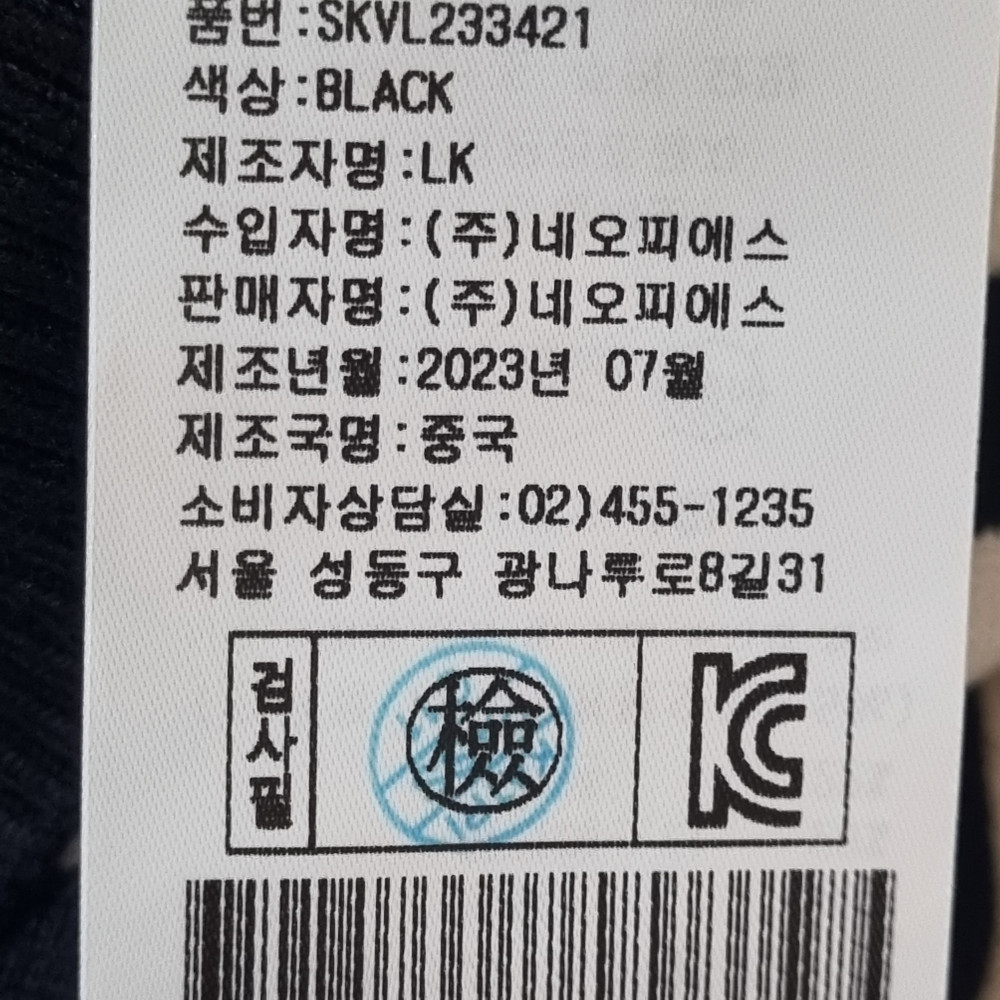 품번:SKVL233421
색상:BLACK
제조자명:LK
수입자명:(주)네오피에스
판매자명:(주)네오피에스
제조년월:2023년 07월
제조국명:중국
소비자상담실:02)455-1235
서울 성동구 광나루로8길31
검사필
檢
KC